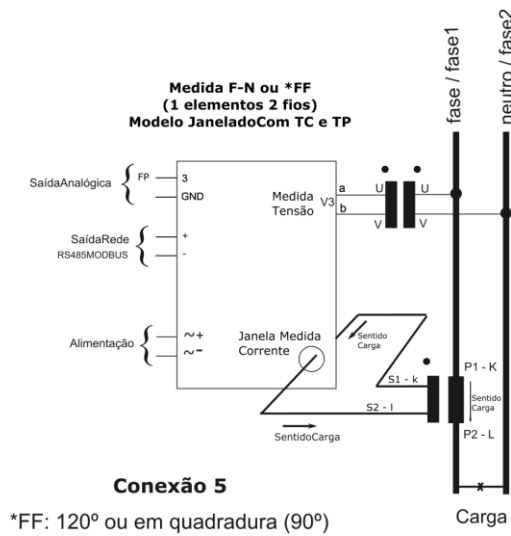 fase / fase1
neutro / fase2
Medida F-N ou *FF
(1 elementos 2 fios)
Modelo JaneladoCom TC e TP
SaídaAnalógica
FP
3
GND
Medida
Tensão
V3
a
b
U
U
V
V
SaídaRede
RS485MODBUS
+
-
Alimentação
~+
~-
Janela Medida
Corrente
Sentido
Carga
S1 - k
S2 - l
SentidoCarga
P1 - K
Sentido
Carga
P2 - L
Conexão 5
Carga
*FF: 120º ou em quadratura (90º)